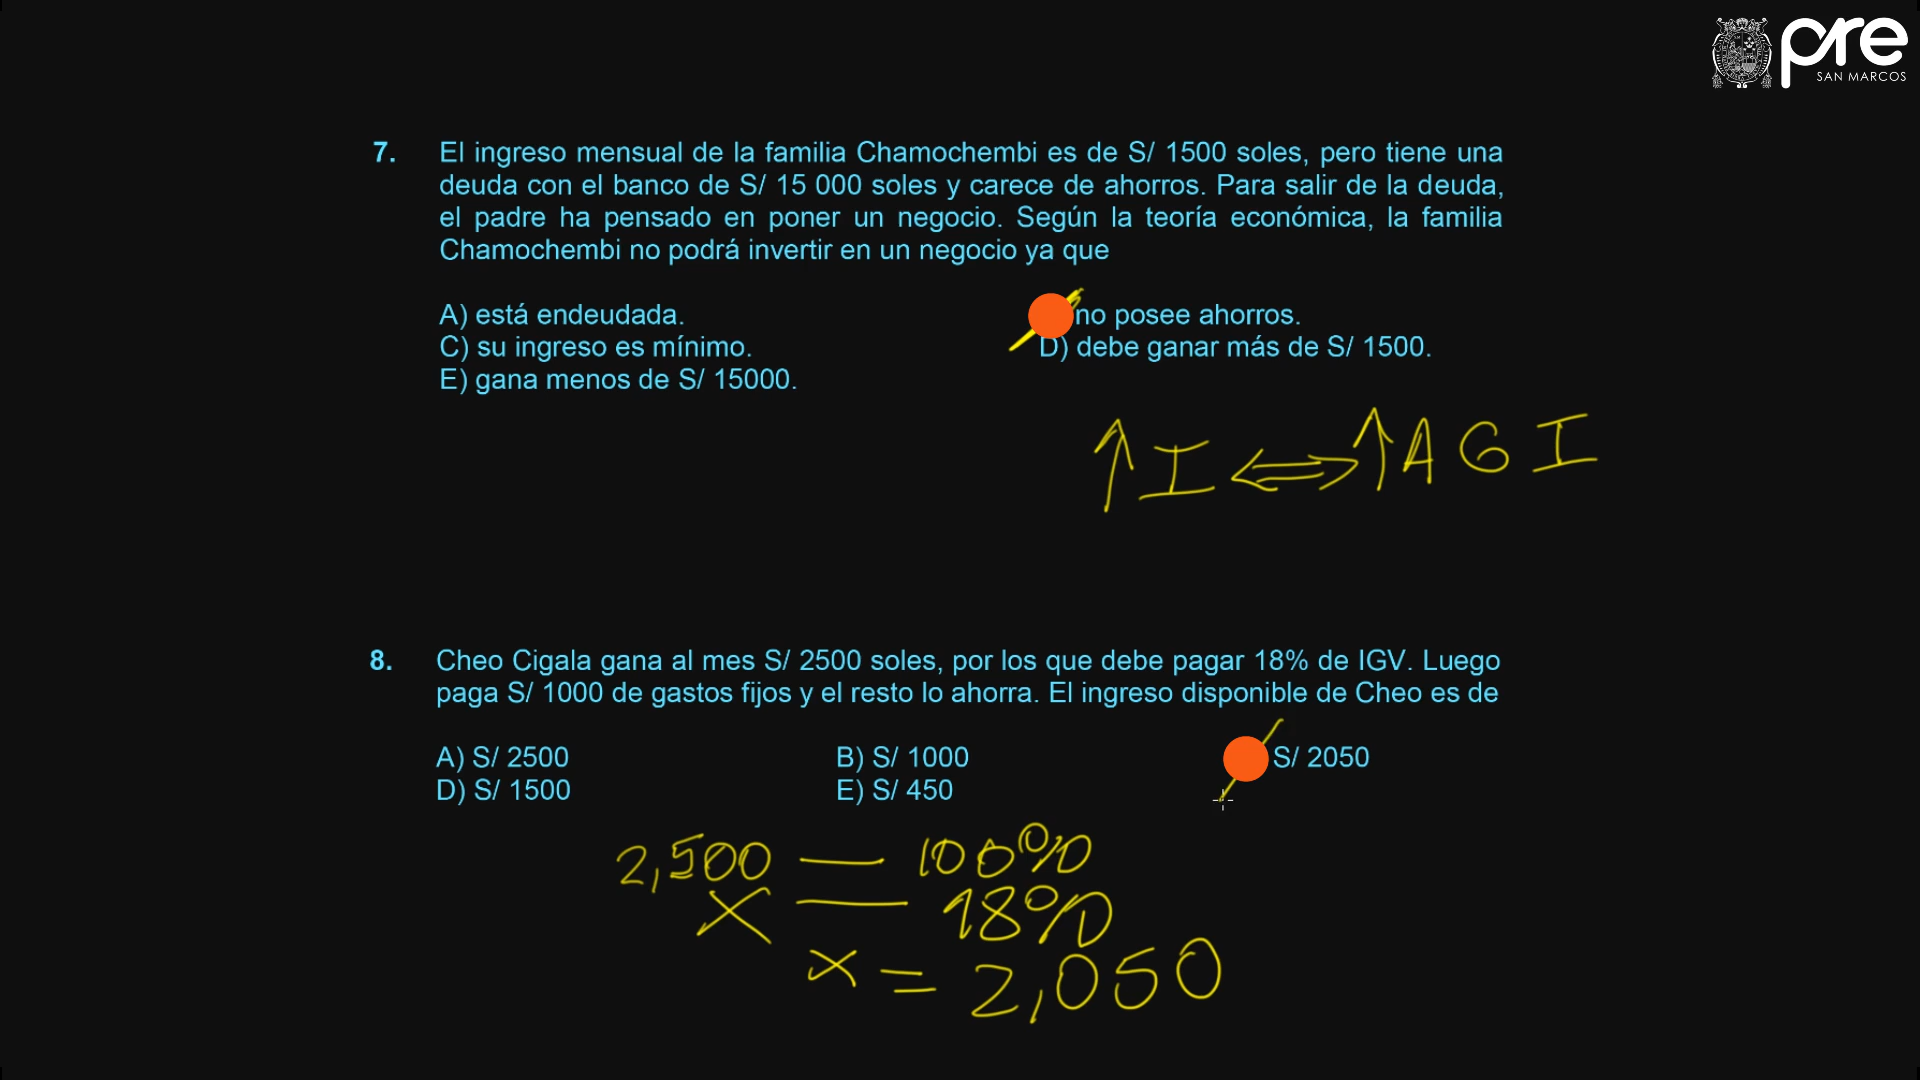 pre
SAN MARCOS
7. El ingreso mensual de la familia Chamochembi es de S/ 1500 soles, pero tiene una
deuda con el banco de S/ 15 000 soles y carece de ahorros. Para salir de la deuda,
el padre ha pensado en poner un negocio. Según la teoría económica, la familia
Chamochembi no podrá invertir en un negocio ya que
A) está endeudada. no posee ahorros.
C) su ingreso es mínimo. D) debe ganar más de S/ 1500.
E) gana menos de S/ 15000.
↑ I ⇔ ↑ A G I
8. Cheo Cigala gana al mes S/ 2500 soles, por los que debe pagar 18% de IGV. Luego
paga S/ 1000 de gastos fijos y el resto lo ahorra. El ingreso disponible de Cheo es de
A) S/ 2500 B) S/ 1000 S/ 2050
D) S/ 1500 E) S/ 450
2,500 — 100%
X — 18%
x = 2,050